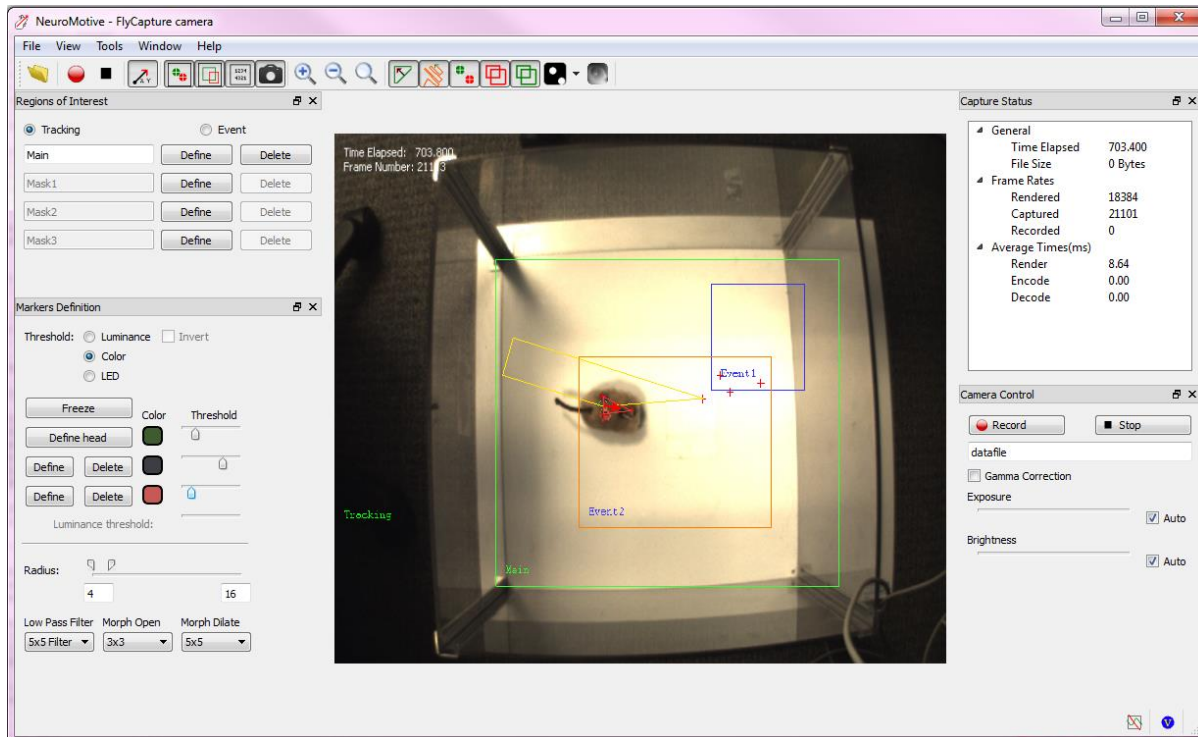 NeuroMotive - FlyCapture camera
File View Tools Window Help
Regions of Interest
Tracking Event
Main Define Delete
Mask1 Define Delete
Mask2 Define Delete
Mask3 Define Delete
Markers Definition
Threshold: Luminance Invert
Color
LED
Freeze
Color Threshold
Define head
Define Delete
Define Delete
Luminance threshold:
Radius:
4 16
Low Pass Filter Morph Open Morph Dilate
5x5 Filter 3x3 5x5
Time Elapsed: 703.800
Frame Number:
Event1
Event2
Tracking
Main
Capture Status
General
Time Elapsed 703.400
File Size 0 Bytes
Frame Rates
Rendered 18384
Captured 21101
Recorded 0
Average Times(ms)
Render 8.64
Encode 0.00
Decode 0.00
Camera Control
Record Stop
datafile
Gamma Correction
Exposure
Auto
Brightness
Auto